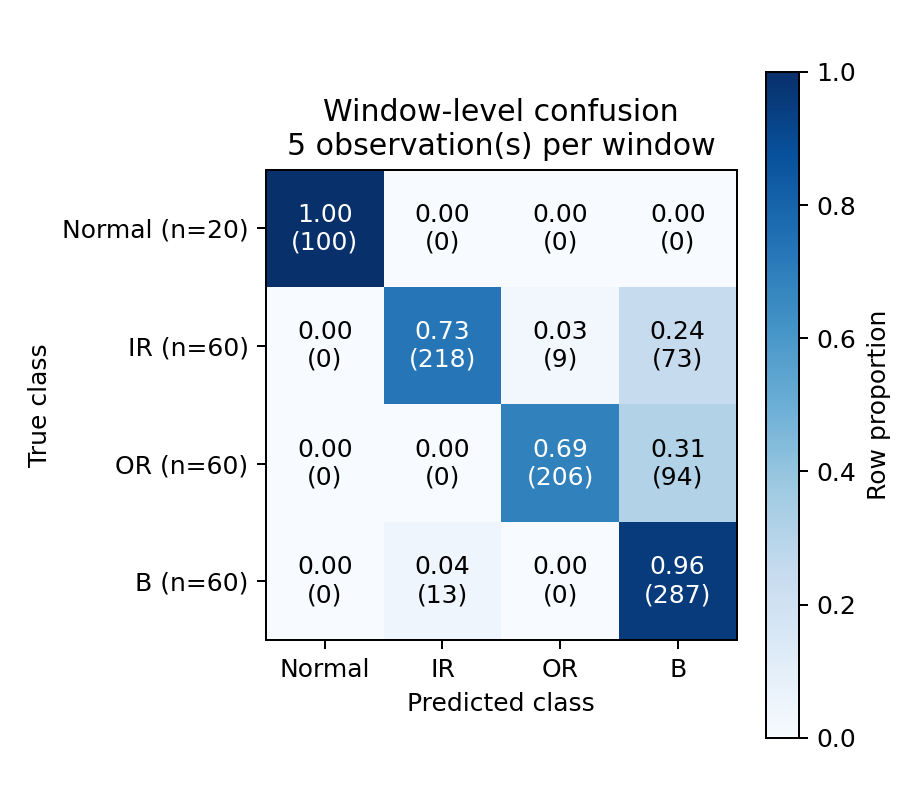 Window-level confusion
5 observation(s) per window
Normal (n=20)
1.00 0.00 0.00 0.00
(100) (0) (0) (0)
IR (n=60)
0.00 0.73 0.03 0.24
(0) (218) (9) (73)
OR (n=60)
0.00 0.00 0.69 0.31
(0) (0) (206) (94)
B (n=60)
0.00 0.04 0.00 0.96
(0) (13) (0) (287)
Normal IR OR B
Predicted class
True class
1.0
0.8
0.6
0.4
0.2
0.0
Row proportion